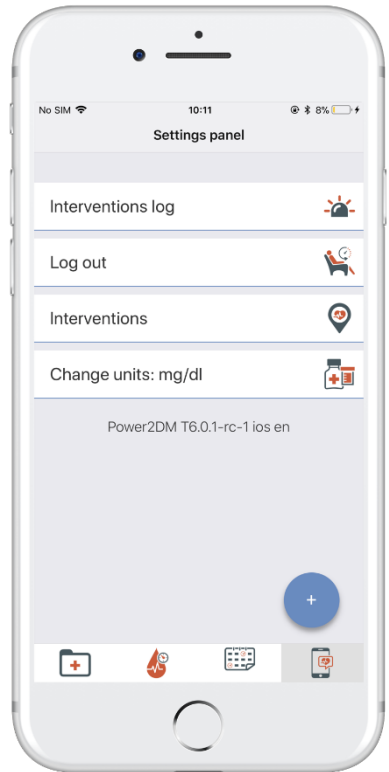 No SIM 10:11 8%
Settings panel
Interventions log
Log out
Interventions
Change units: mg/dl
Power2DM T6.0.1-rc-1 ios en
+